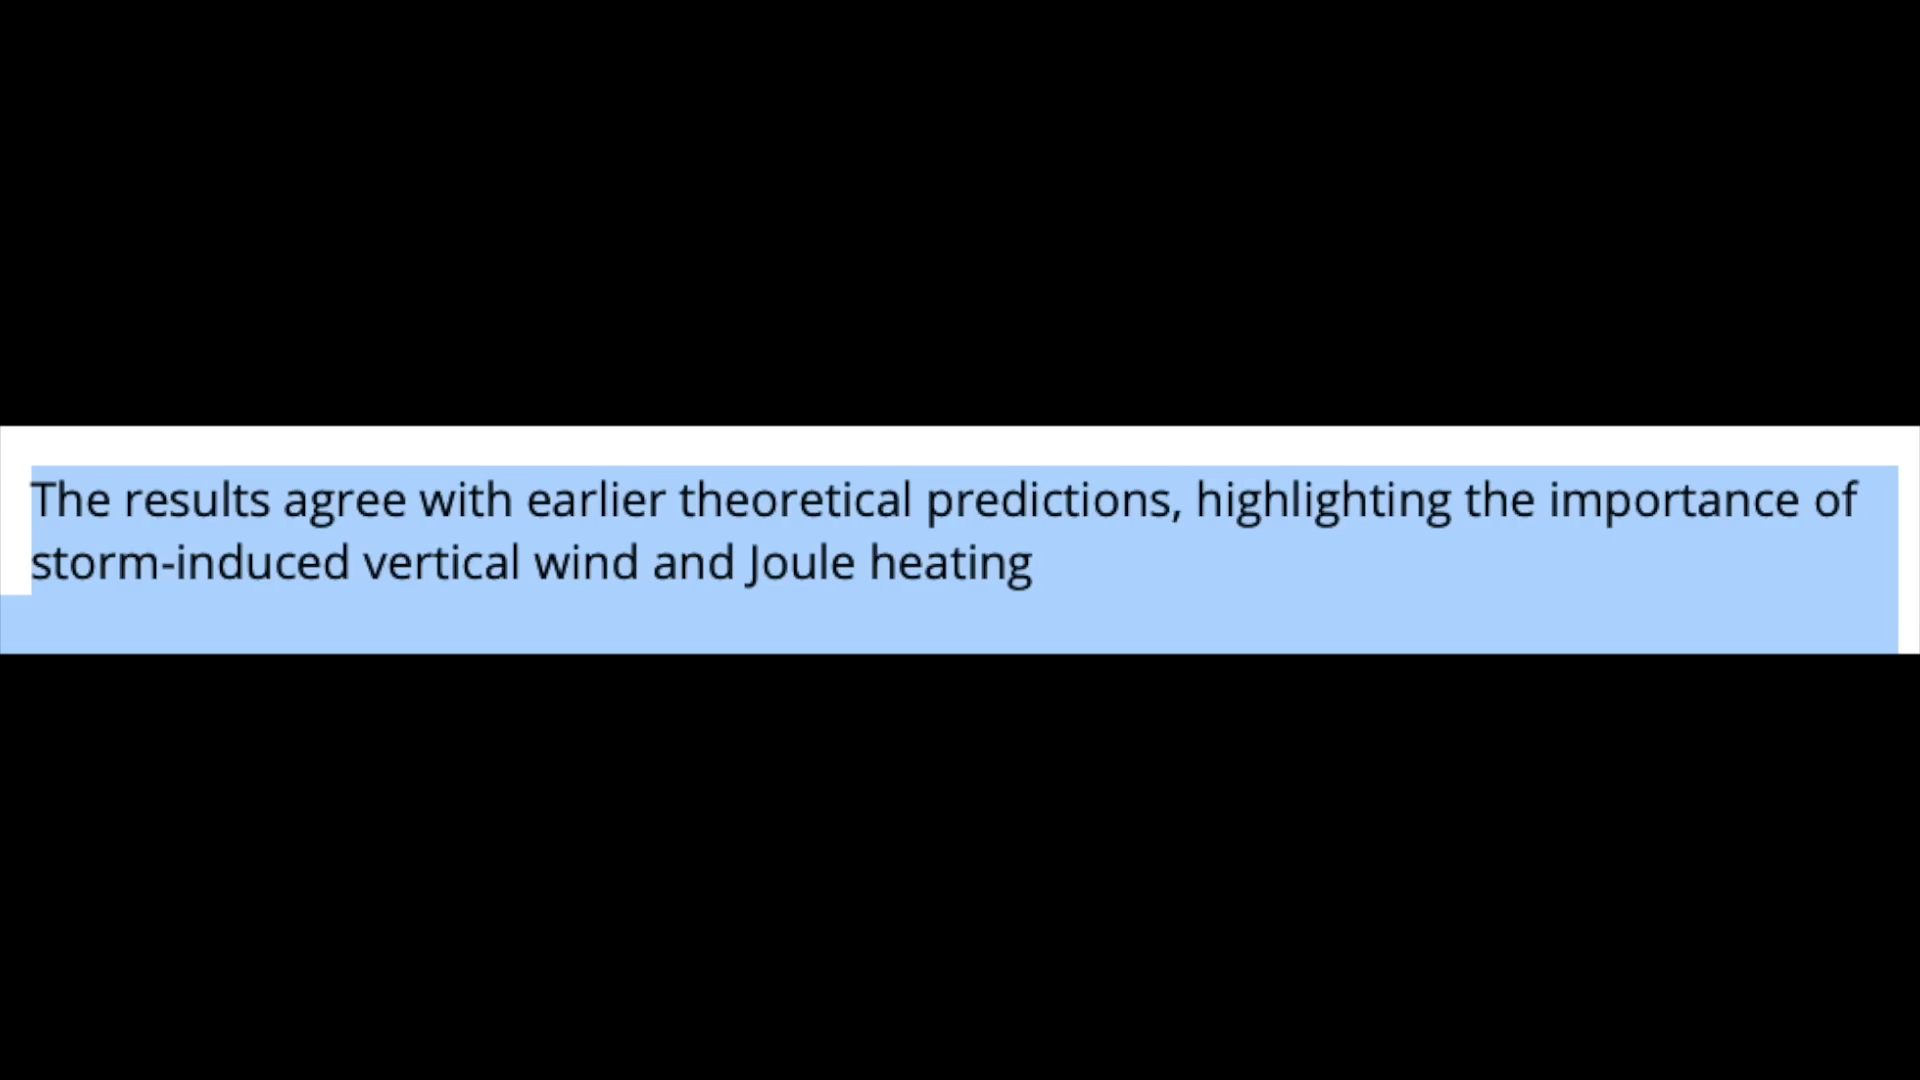 The results agree with earlier theoretical predictions, highlighting the importance of
storm-induced vertical wind and Joule heating